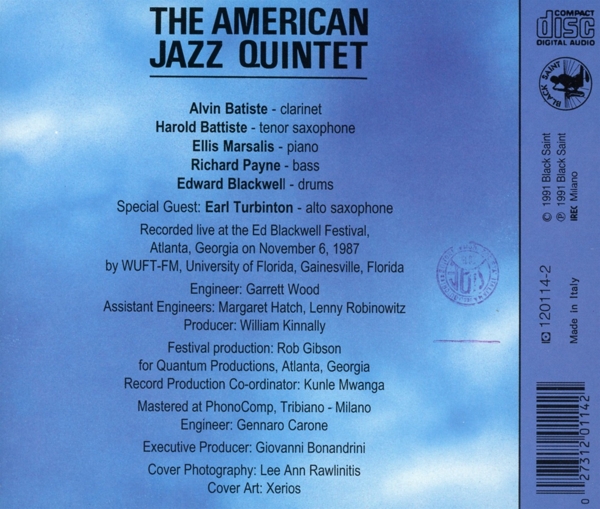 THE AMERICAN
JAZZ QUINTET
Alvin Batiste - clarinet
Harold Battiste - tenor saxophone
Ellis Marsalis - piano
Richard Payne - bass
Edward Blackwell - drums
Special Guest: Earl Turbinton - alto saxophone
Recorded live at the Ed Blackwell Festival,
Atlanta, Georgia on November 6, 1987
by WUFT-FM, University of Florida, Gainesville, Florida
Engineer: Garrett Wood
Assistant Engineers: Margaret Hatch, Lenny Robinowitz
Producer: William Kinnally
Festival production: Rob Gibson
for Quantum Productions, Atlanta, Georgia
Record Production Co-ordinator: Kunle Mwanga
Mastered at PhonoComp, Tribiano - Milano
Engineer: Gennaro Carone
Executive Producer: Giovanni Bonandrini
Cover Photography: Lee Ann Rawlinitis
Cover Art: Xerios
COMPACT
disc
DIGITAL AUDIO
BLACK SAINT
© 1991 Black Saint
℗ 1991 Black Saint
IREC Milano
120114-2
Made in Italy
0 27312 01142